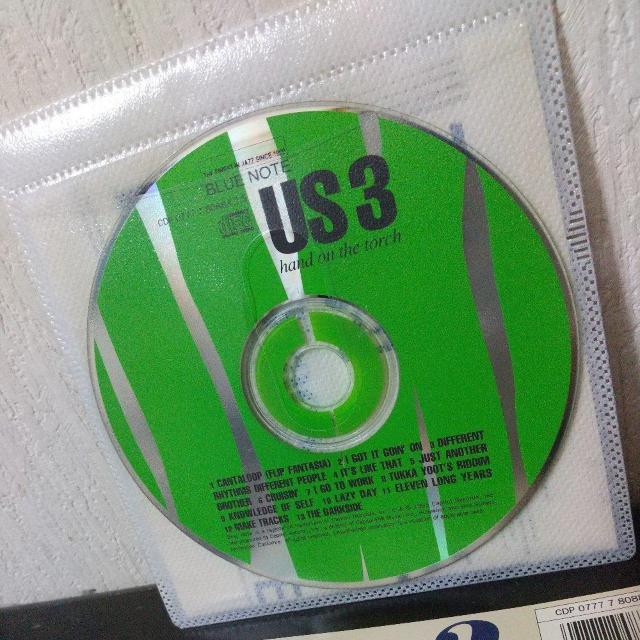 THE FINEST IN JAZZ SINCE 1939
BLUE NOTE
US3
hand on the torch
1 CANTALOOP (FLIP FANTASIA) 2 I GOT IT GOIN' ON 3 DIFFERENT
RHYTHMS DIFFERENT PEOPLE 4 IT'S LIKE THAT 5 JUST ANOTHER
BROTHER 6 CRUISIN' 7 I GO TO WORK 8 TUKKA YOOT'S RIDDIM
9 KNOWLEDGE OF SELF 10 LAZY DAY 11 ELEVEN LONG YEARS
12 MAKE TRACKS 13 THE DARKSIDE
CDP 0777 7 808